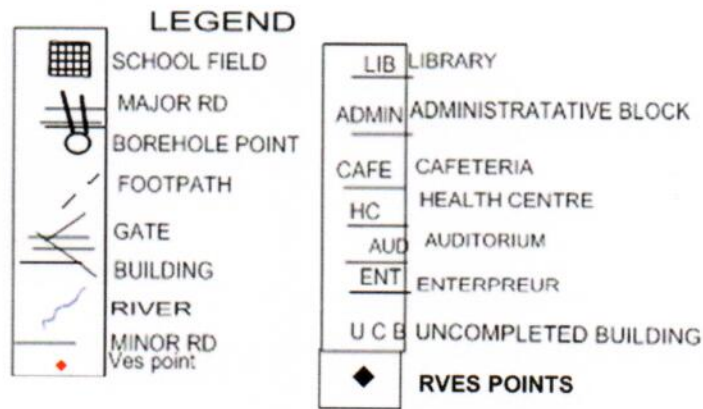 LEGEND
SCHOOL FIELD
MAJOR RD
BOREHOLE POINT
FOOTPATH
GATE
BUILDING
RIVER
MINOR RD
Ves point
LIB LIBRARY
ADMIN ADMINISTRATATIVE BLOCK
CAFE CAFETERIA
HC HEALTH CENTRE
AUD AUDITORIUM
ENT ENTERPREUR
U C B UNCOMPLETED BUILDING
RVES POINTS